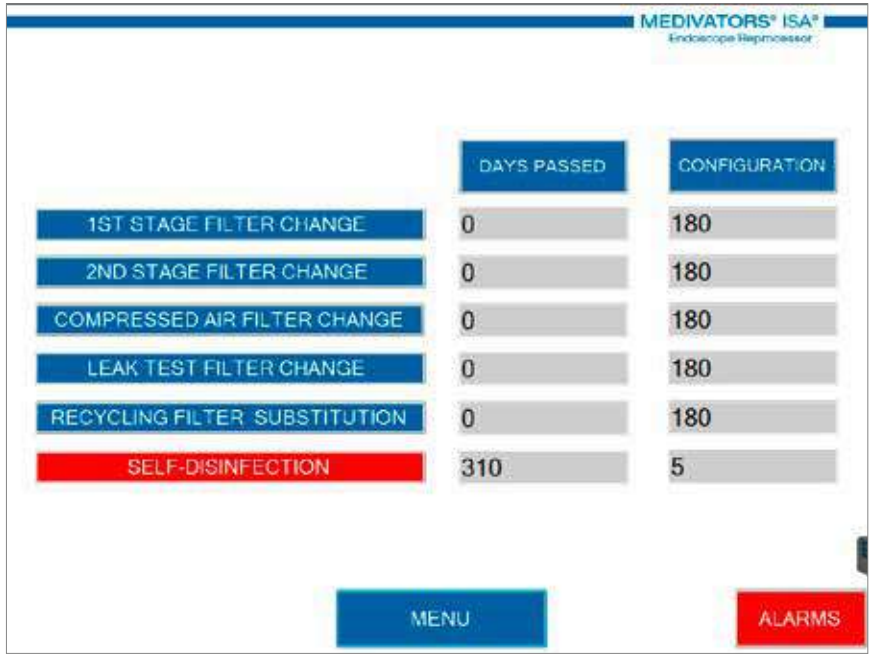 MEDIVATORS® ISA®
Endoscope Reprocessor
DAYS PASSED CONFIGURATION
1ST STAGE FILTER CHANGE 0 180
2ND STAGE FILTER CHANGE 0 180
COMPRESSED AIR FILTER CHANGE 0 180
LEAK TEST FILTER CHANGE 0 180
RECYCLING FILTER SUBSTITUTION 0 180
SELF-DISINFECTION 310 5
MENU ALARMS